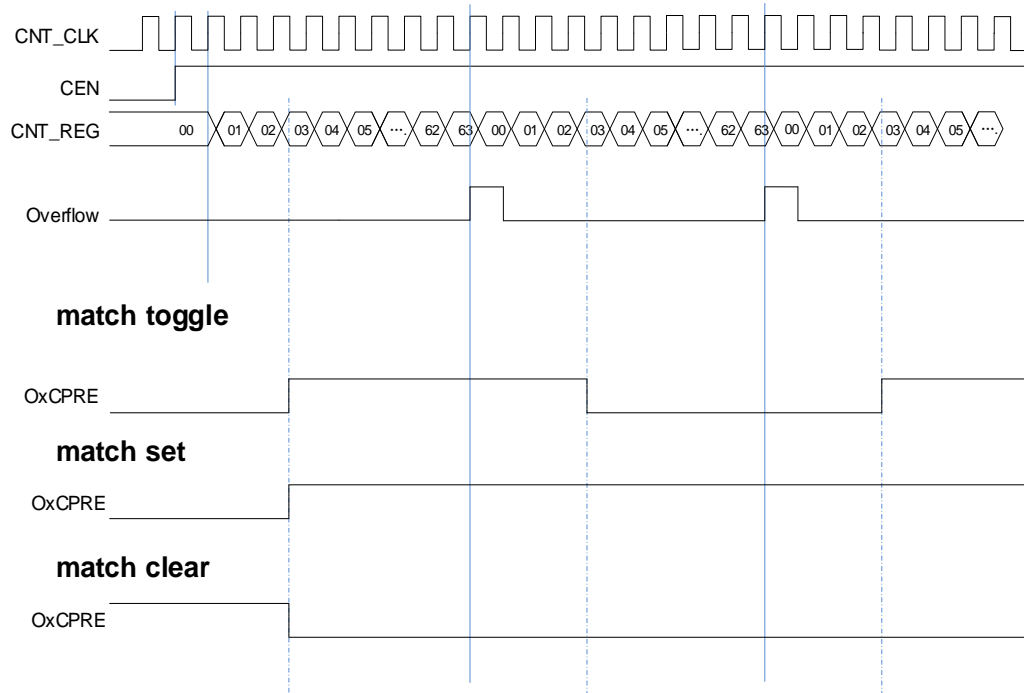 CNT_CLK
CEN
CNT_REG 00 01 02 03 04 05 .... 62 63 00 01 02 03 04 05 .... 62 63 00 01 02 03 04 05 ....
Overflow
match toggle
OxCPRE
match set
OxCPRE
match clear
OxCPRE